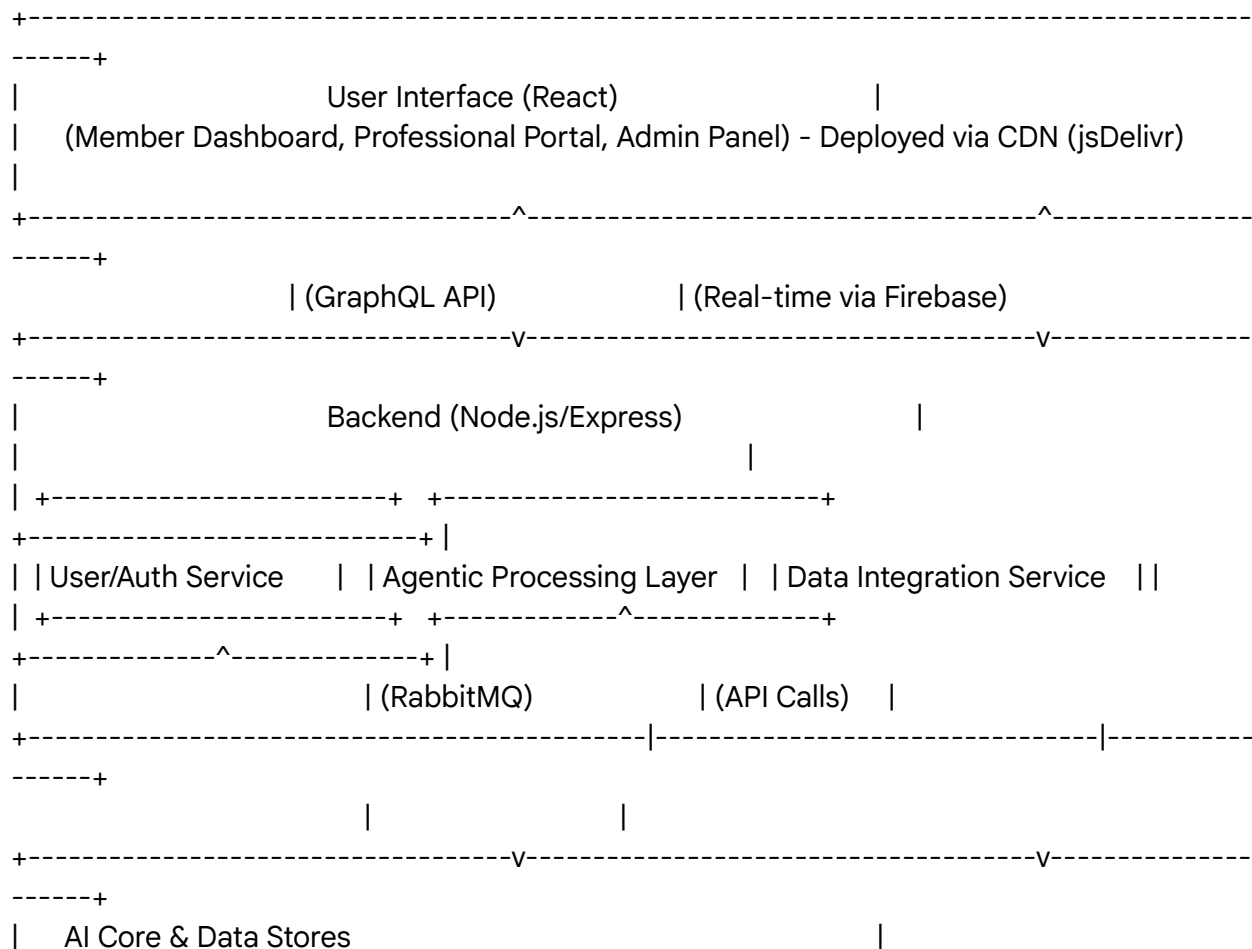 +-------------------------------------------------------------------------------------------
------+
| User Interface (React) |
| (Member Dashboard, Professional Portal, Admin Panel) - Deployed via CDN (jsDelivr)
|
+------------------------------------^--------------------------------------^---------------
------+
| (GraphQL API) | (Real-time via Firebase)
+------------------------------------v--------------------------------------v---------------
------+
| Backend (Node.js/Express) |
| |
| +---------------------------+ +----------------------------+
+-----------------------------+ |
| | User/Auth Service | | Agentic Processing Layer | | Data Integration Service | |
| +---------------------------+ +-------------^--------------+
+--------------^--------------+ |
| | (RabbitMQ) | (API Calls) |
+----------------------------------------------|---------------------------------|-----------
------+
| |
+------------------------------------v--------------------------------------v---------------
------+
| AI Core & Data Stores |